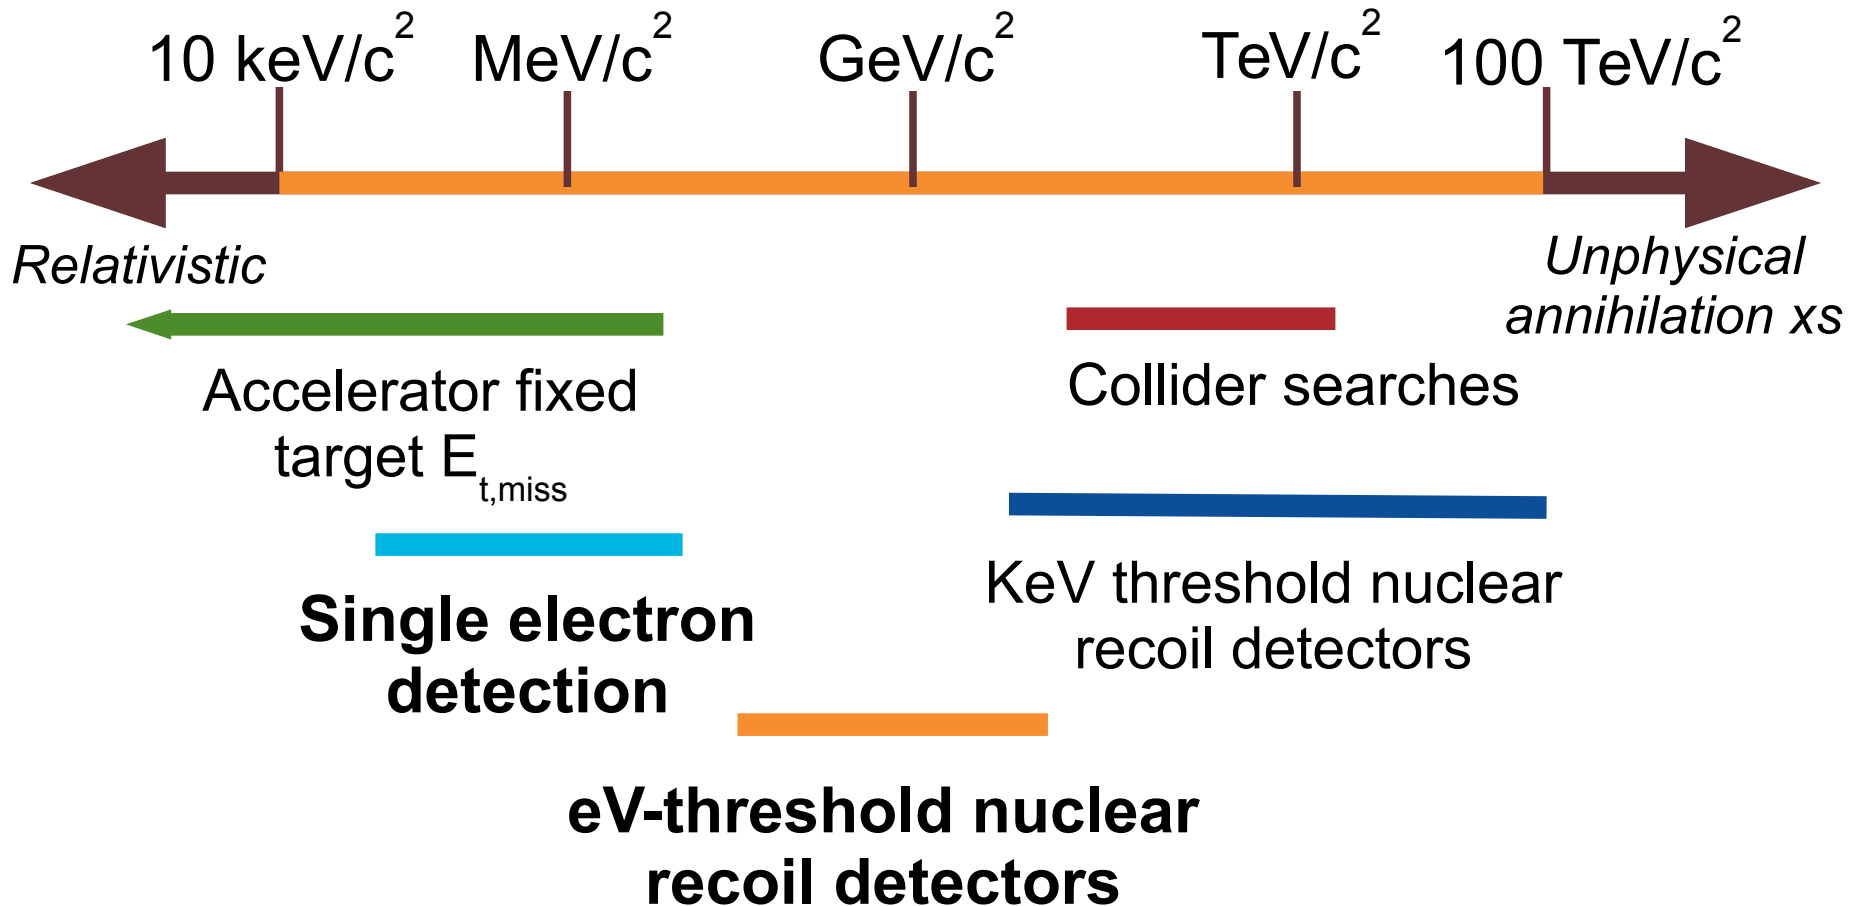 10 keV/c² MeV/c² GeV/c² TeV/c² 100 TeV/c²
Relativistic
Unphysical
annihilation xs
Accelerator fixed
target E_t,miss
Collider searches
Single electron
detection
KeV threshold nuclear
recoil detectors
eV-threshold nuclear
recoil detectors